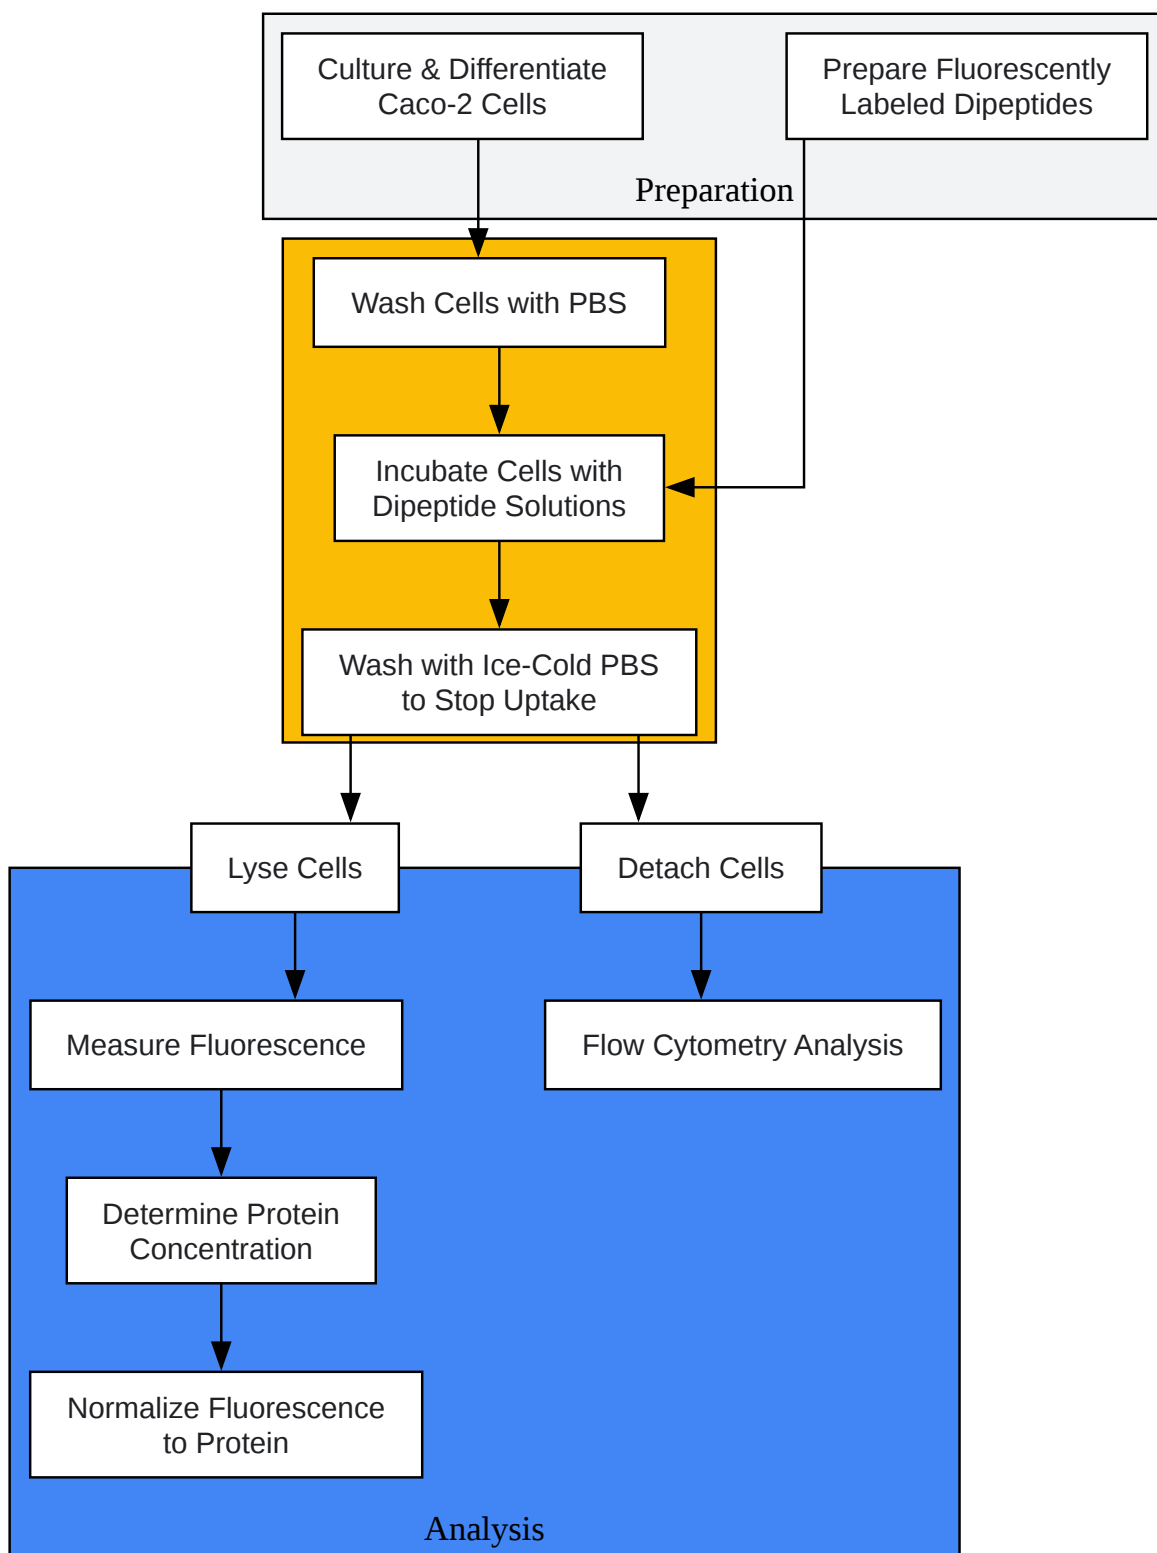 Culture & Differentiate
Caco-2 Cells
Prepare Fluorescently
Labeled Dipeptides
Preparation
Wash Cells with PBS
Incubate Cells with
Dipeptide Solutions
Wash with Ice-Cold PBS
to Stop Uptake
Lyse Cells
Detach Cells
Measure Fluorescence
Flow Cytometry Analysis
Determine Protein
Concentration
Normalize Fluorescence
to Protein
Analysis